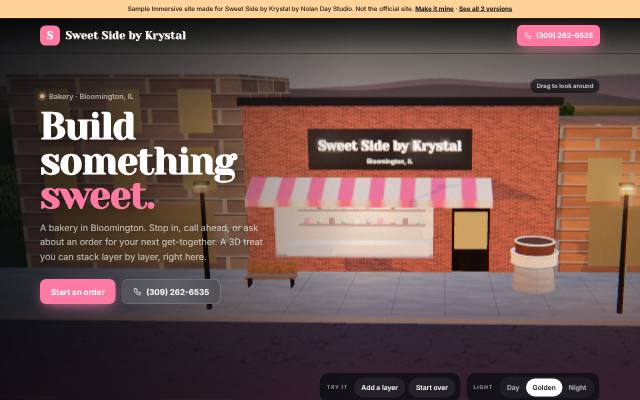 Sample Immersive site made for Sweet Side by Krystal by Nolan Day Studio. Not the official site. Make it mine · See all 3 versions
S Sweet Side by Krystal
(309) 262-6535
Drag to look around
Bakery · Bloomington, IL
Build
something
sweet.
Sweet Side by Krystal
Bloomington, IL
A bakery in Bloomington. Stop in, call ahead, or ask
about an order for your next get-together. A 3D treat
you can stack layer by layer, right here.
Start an order
(309) 262-6535
TRY IT Add a layer Start over
LIGHT Day Golden Night